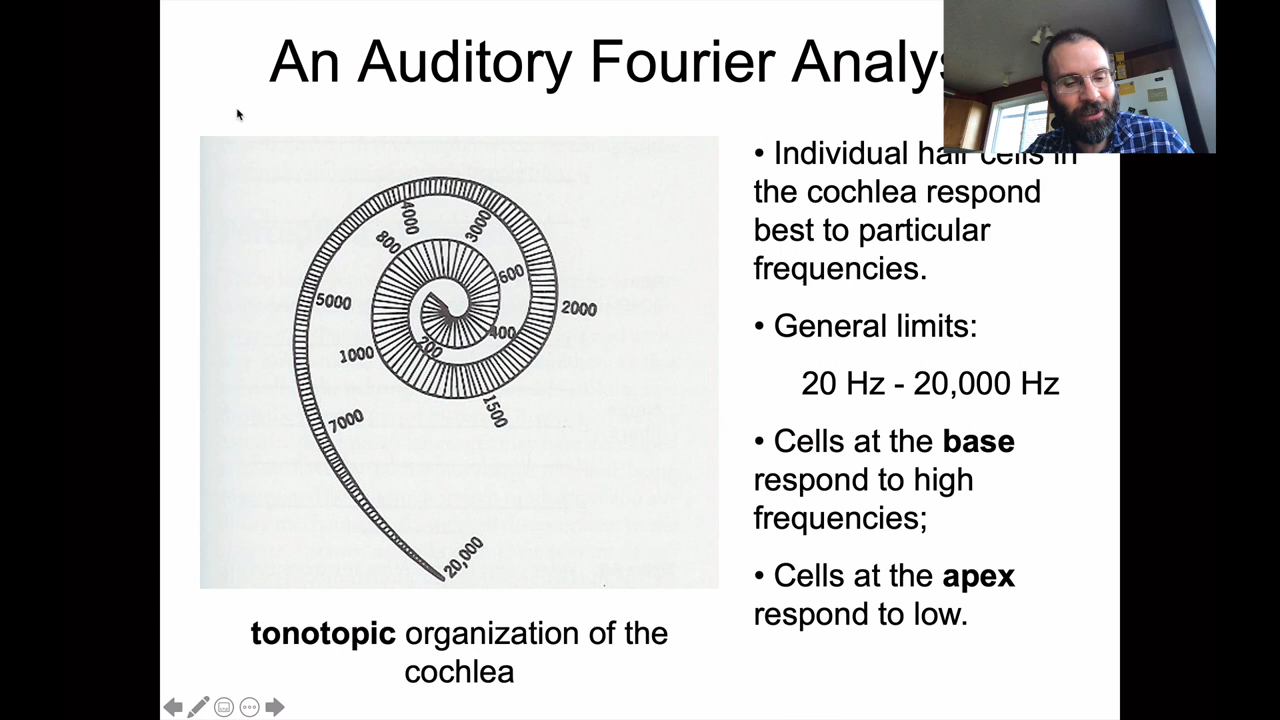 An Auditory Fourier
• Individual hair cells in
the cochlea respond
best to particular
frequencies.
• General limits:
20 Hz - 20,000 Hz
• Cells at the base
respond to high
frequencies;
• Cells at the apex
respond to low.
4000
3000
800
600
5000
2000
400
200
1000
1500
7000
20,000
tonotopic organization of the
cochlea